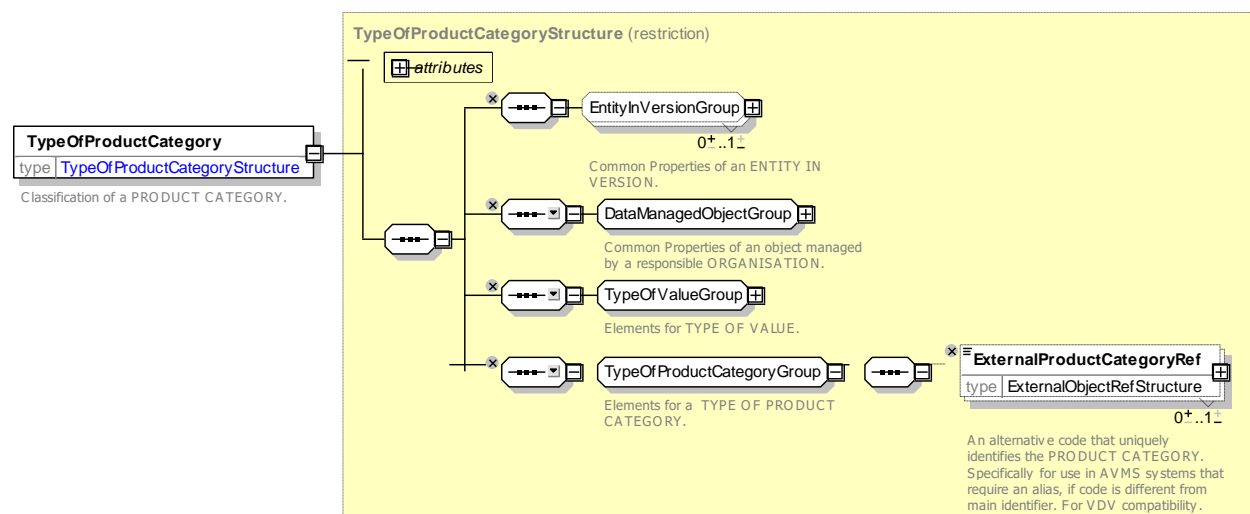 TypeOfProductCategoryStructure (restriction)
attributes
EntityInVersionGroup
0+..1+
Common Properties of an ENTITY IN
VERSION.
TypeOfProductCategory
type TypeOfProductCategoryStructure
Classification of a PRODUCT CATEGORY.
DataManagedObjectGroup
Common Properties of an object managed
by a responsible ORGANISATION.
TypeOfValueGroup
Elements for TYPE OF VALUE.
TypeOfProductCategoryGroup
Elements for a TYPE OF PRODUCT
CATEGORY.
ExternalProductCategoryRef
type ExternalObjectRefStructure
0+..1+
An alternative code that uniquely
identifies the PRODUCT CATEGORY.
Specifically for use in AVMS systems that
require an alias, if code is different from
main identifier. For VDV compatibility.